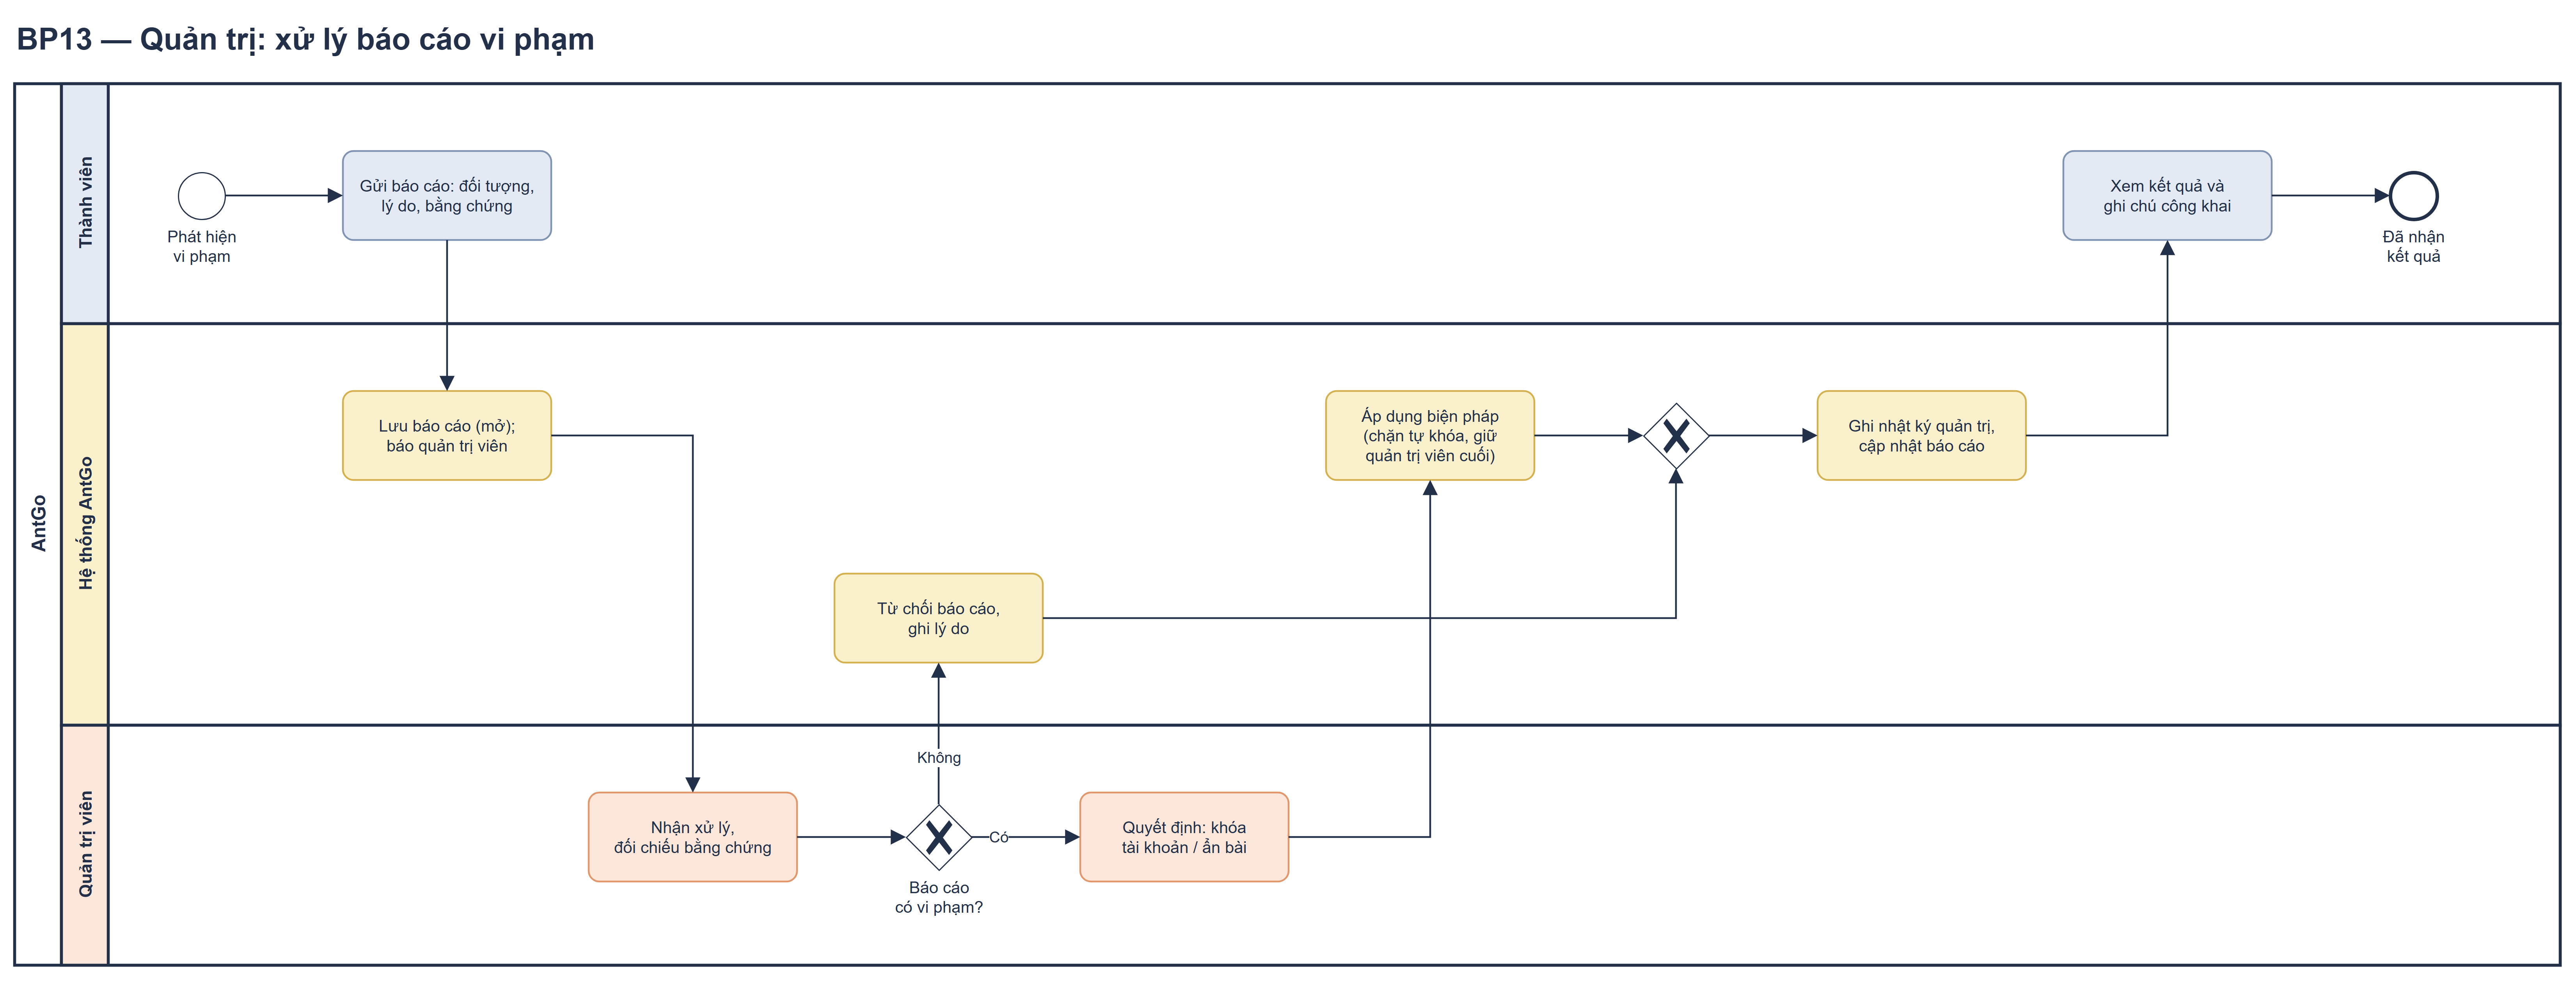 BP13 — Quản trị: xử lý báo cáo vi phạm
AntGo
Thành viên
Phát hiện
vi phạm
Gửi báo cáo: đối tượng,
lý do, bằng chứng
Xem kết quả và
ghi chú công khai
Đã nhận
kết quả
Hệ thống AntGo
Lưu báo cáo (mở);
báo quản trị viên
Từ chối báo cáo,
ghi lý do
Áp dụng biện pháp
(chặn tự khóa, giữ
quản trị viên cuối)
Ghi nhật ký quản trị,
cập nhật báo cáo
Quản trị viên
Nhận xử lý,
đối chiếu bằng chứng
Không
Báo cáo
có vi phạm?
Có
Quyết định: khóa
tài khoản / ẩn bài